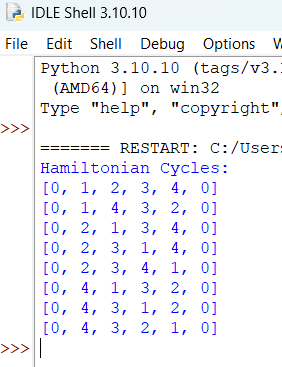 IDLE Shell 3.10.10
File Edit Shell Debug Options W
Python 3.10.10 (tags/v3.
(AMD64)] on win32
Type "help", "copyright",
>>>
======= RESTART: C:/Users
Hamiltonian Cycles:
[0, 1, 2, 3, 4, 0]
[0, 1, 4, 3, 2, 0]
[0, 2, 1, 3, 4, 0]
[0, 2, 3, 1, 4, 0]
[0, 2, 3, 4, 1, 0]
[0, 4, 1, 3, 2, 0]
[0, 4, 3, 1, 2, 0]
[0, 4, 3, 2, 1, 0]
>>>